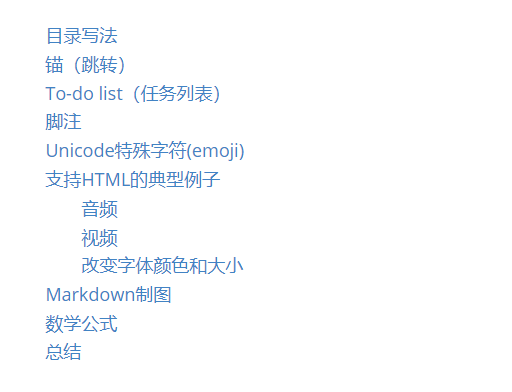 目录写法
锚（跳转）
To-do list（任务列表）
脚注
Unicode特殊字符(emoji)
支持HTML的典型例子
音频
视频
改变字体颜色和大小
Markdown制图
数学公式
总结